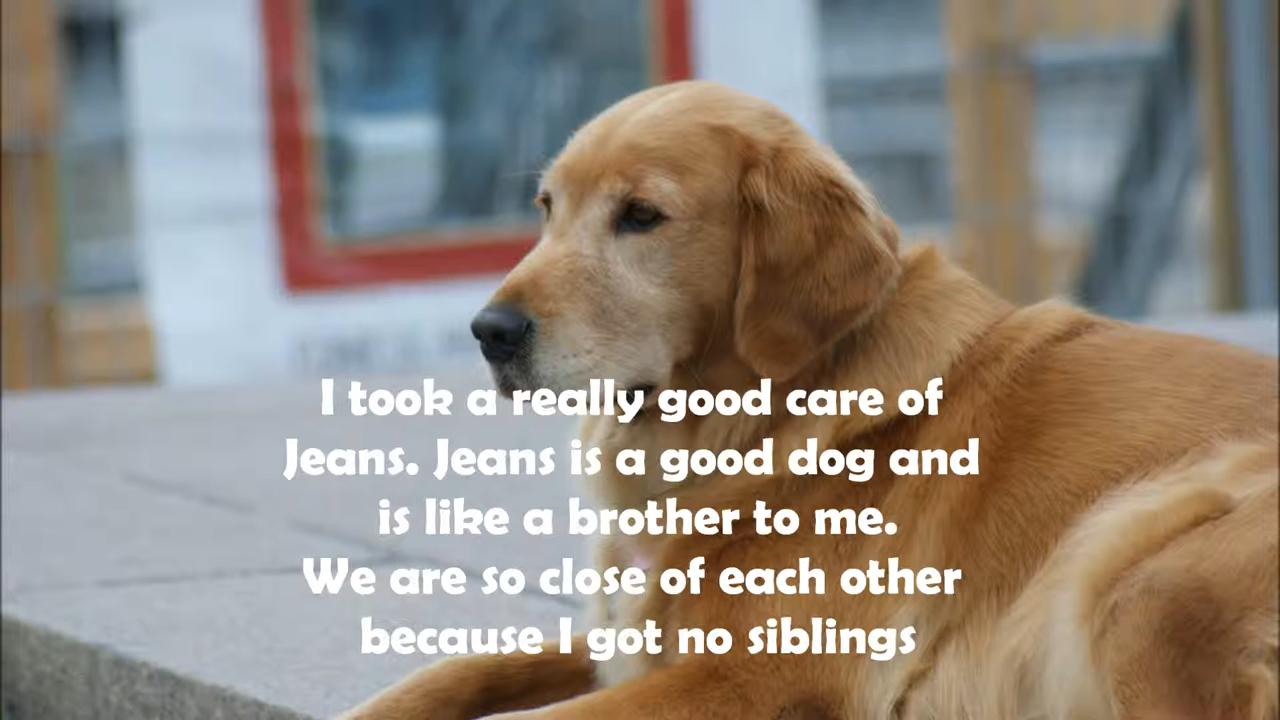 I took a really good care of
Jeans. Jeans is a good dog and
is like a brother to me.
We are so close of each other
because I got no siblings